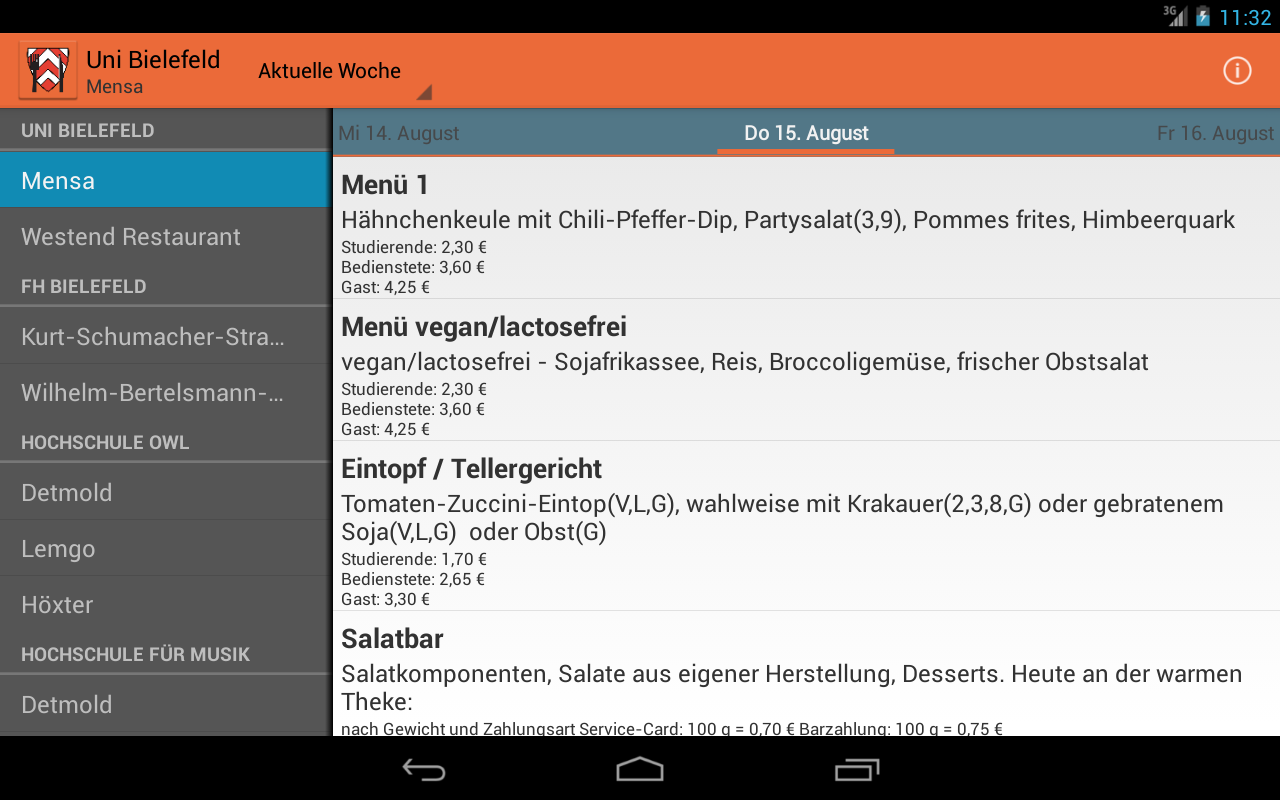 3G 11:32
Uni Bielefeld
Mensa
Aktuelle Woche
UNI BIELEFELD
Mensa
Westend Restaurant
FH BIELEFELD
Kurt-Schumacher-Stra...
Wilhelm-Bertelsmann-...
HOCHSCHULE OWL
Detmold
Lemgo
Höxter
HOCHSCHULE FÜR MUSIK
Detmold
Mi 14. August
Do 15. August
Fr 16. August
Menü 1
Hähnchenkeule mit Chili-Pfeffer-Dip, Partysalat(3,9), Pommes frites, Himbeerquark
Studierende: 2,30 €
Bedienstete: 3,60 €
Gast: 4,25 €
Menü vegan/lactosefrei
vegan/lactosefrei - Sojafrikassee, Reis, Broccoligemüse, frischer Obstsalat
Studierende: 2,30 €
Bedienstete: 3,60 €
Gast: 4,25 €
Eintopf / Tellergericht
Tomaten-Zuccini-Eintop(V,L,G), wahlweise mit Krakauer(2,3,8,G) oder gebratenem
Soja(V,L,G)  oder Obst(G)
Studierende: 1,70 €
Bedienstete: 2,65 €
Gast: 3,30 €
Salatbar
Salatkomponenten, Salate aus eigener Herstellung, Desserts. Heute an der warmen
Theke:
nach Gewicht und Zahlungsart Service-Card: 100 g = 0,70 € Barzahlung: 100 g = 0,75 €